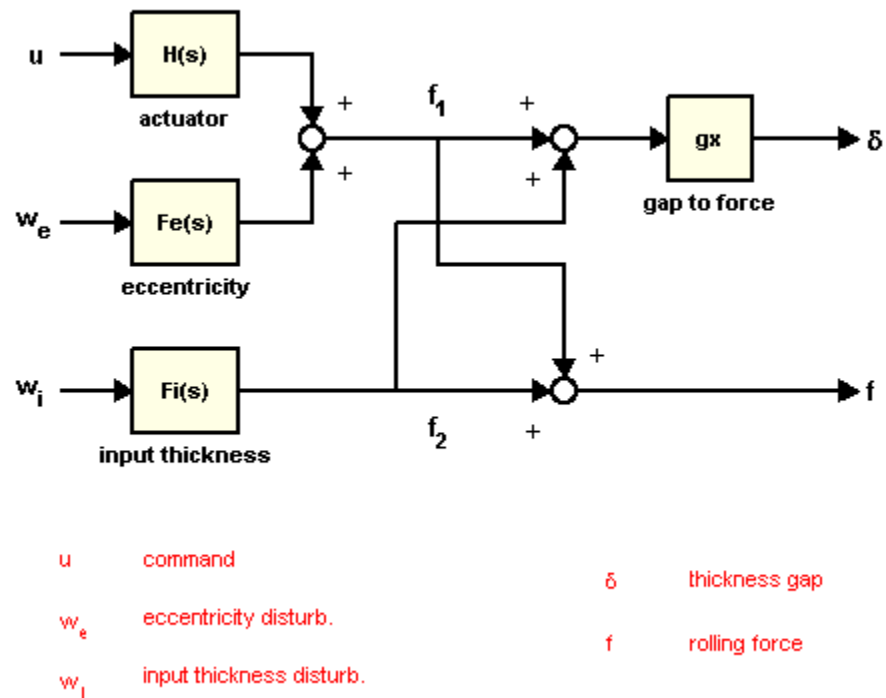 u
H(s)
actuator
+
f1
+
gx
δ
gap to force
+
+
we
Fe(s)
eccentricity
wi
Fi(s)
input thickness
+
f2
+
f
u command
we eccentricity disturb.
wi input thickness disturb.
δ thickness gap
f rolling force